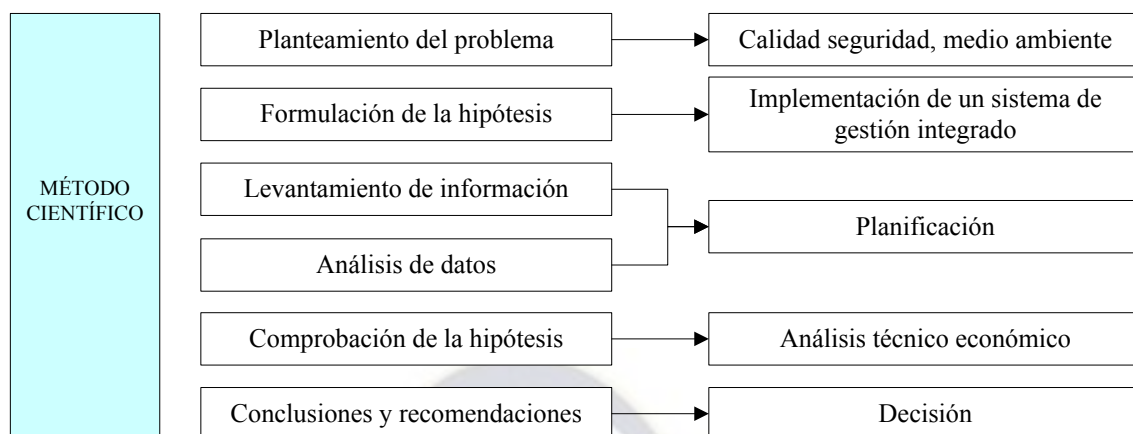 MÉTODO
CIENTÍFICO
Planteamiento del problema
Calidad seguridad, medio ambiente
Formulación de la hipótesis
Implementación de un sistema de
gestión integrado
Levantamiento de información
Análisis de datos
Planificación
Comprobación de la hipótesis
Análisis técnico económico
Conclusiones y recomendaciones
Decisión